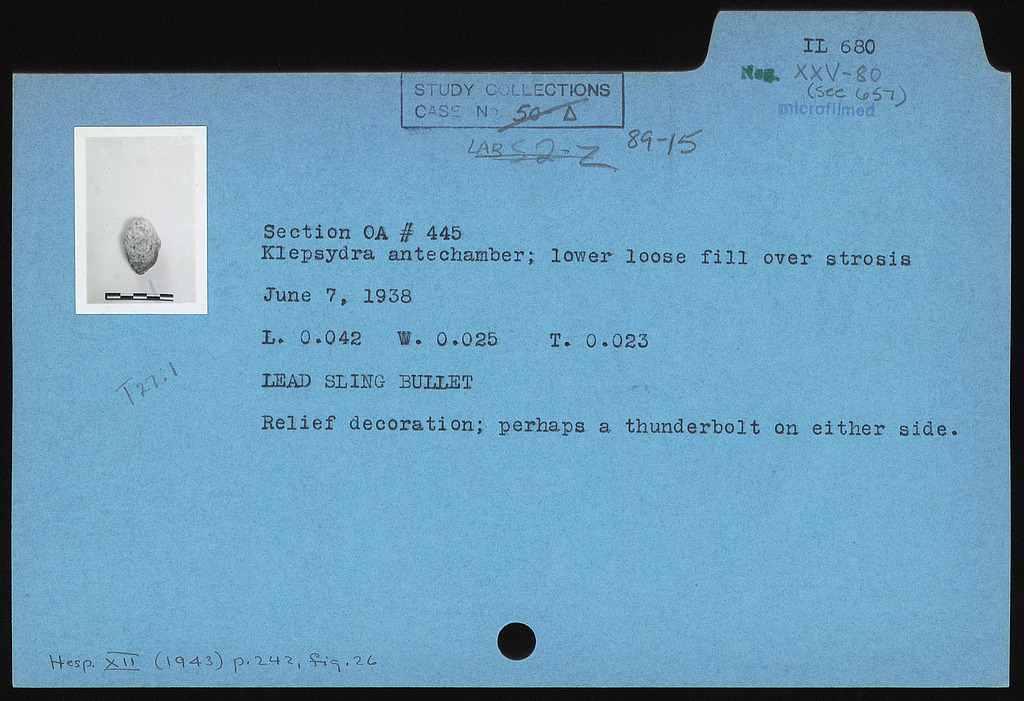 IL 680
Neg. XXV-80
(See 657)
microfilmed
STUDY COLLECTIONS
CASE No. 50 Δ
LAB S2-Z 89-15
Section OA # 445
Klepsydra antechamber; lower loose fill over strosis
June 7, 1938
L. 0.042 W. 0.025 T. 0.023
T27:1
LEAD SLING BULLET
Relief decoration; perhaps a thunderbolt on either side.
Hesp. XII (1943) p.242, fig.26